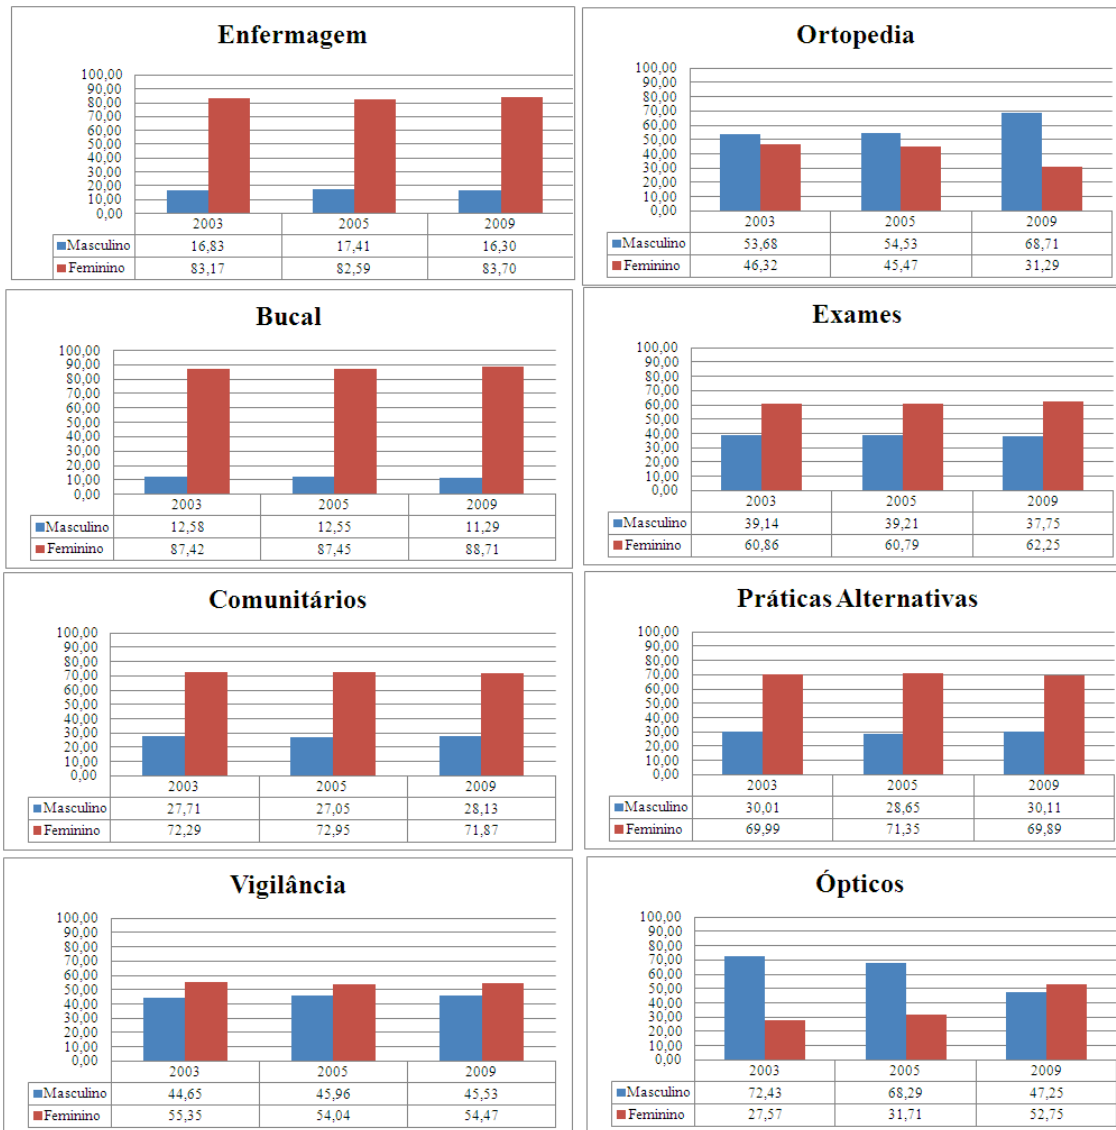 Enfermagem
100,00
90,00
80,00
70,00
60,00
50,00
40,00
30,00
20,00
10,00
0,00
2003 2005 2009
Masculino 16,83 17,41 16,30
Feminino 83,17 82,59 83,70
Ortopedia
100,00
90,00
80,00
70,00
60,00
50,00
40,00
30,00
20,00
10,00
0,00
2003 2005 2009
Masculino 53,68 54,53 68,71
Feminino 46,32 45,47 31,29
Bucal
100,00
90,00
80,00
70,00
60,00
50,00
40,00
30,00
20,00
10,00
0,00
2003 2005 2009
Masculino 12,58 12,55 11,29
Feminino 87,42 87,45 88,71
Exames
100,00
90,00
80,00
70,00
60,00
50,00
40,00
30,00
20,00
10,00
0,00
2003 2005 2009
Masculino 39,14 39,21 37,75
Feminino 60,86 60,79 62,25
Comunitários
100,00
90,00
80,00
70,00
60,00
50,00
40,00
30,00
20,00
10,00
0,00
2003 2005 2009
Masculino 27,71 27,05 28,13
Feminino 72,29 72,95 71,87
Práticas Alternativas
100,00
90,00
80,00
70,00
60,00
50,00
40,00
30,00
20,00
10,00
0,00
2003 2005 2009
Masculino 30,01 28,65 30,11
Feminino 69,99 71,35 69,89
Vigilância
100,00
90,00
80,00
70,00
60,00
50,00
40,00
30,00
20,00
10,00
0,00
2003 2005 2009
Masculino 44,65 45,96 45,53
Feminino 55,35 54,04 54,47
Ópticos
100,00
90,00
80,00
70,00
60,00
50,00
40,00
30,00
20,00
10,00
0,00
2003 2005 2009
Masculino 72,43 68,29 47,25
Feminino 27,57 31,71 52,75